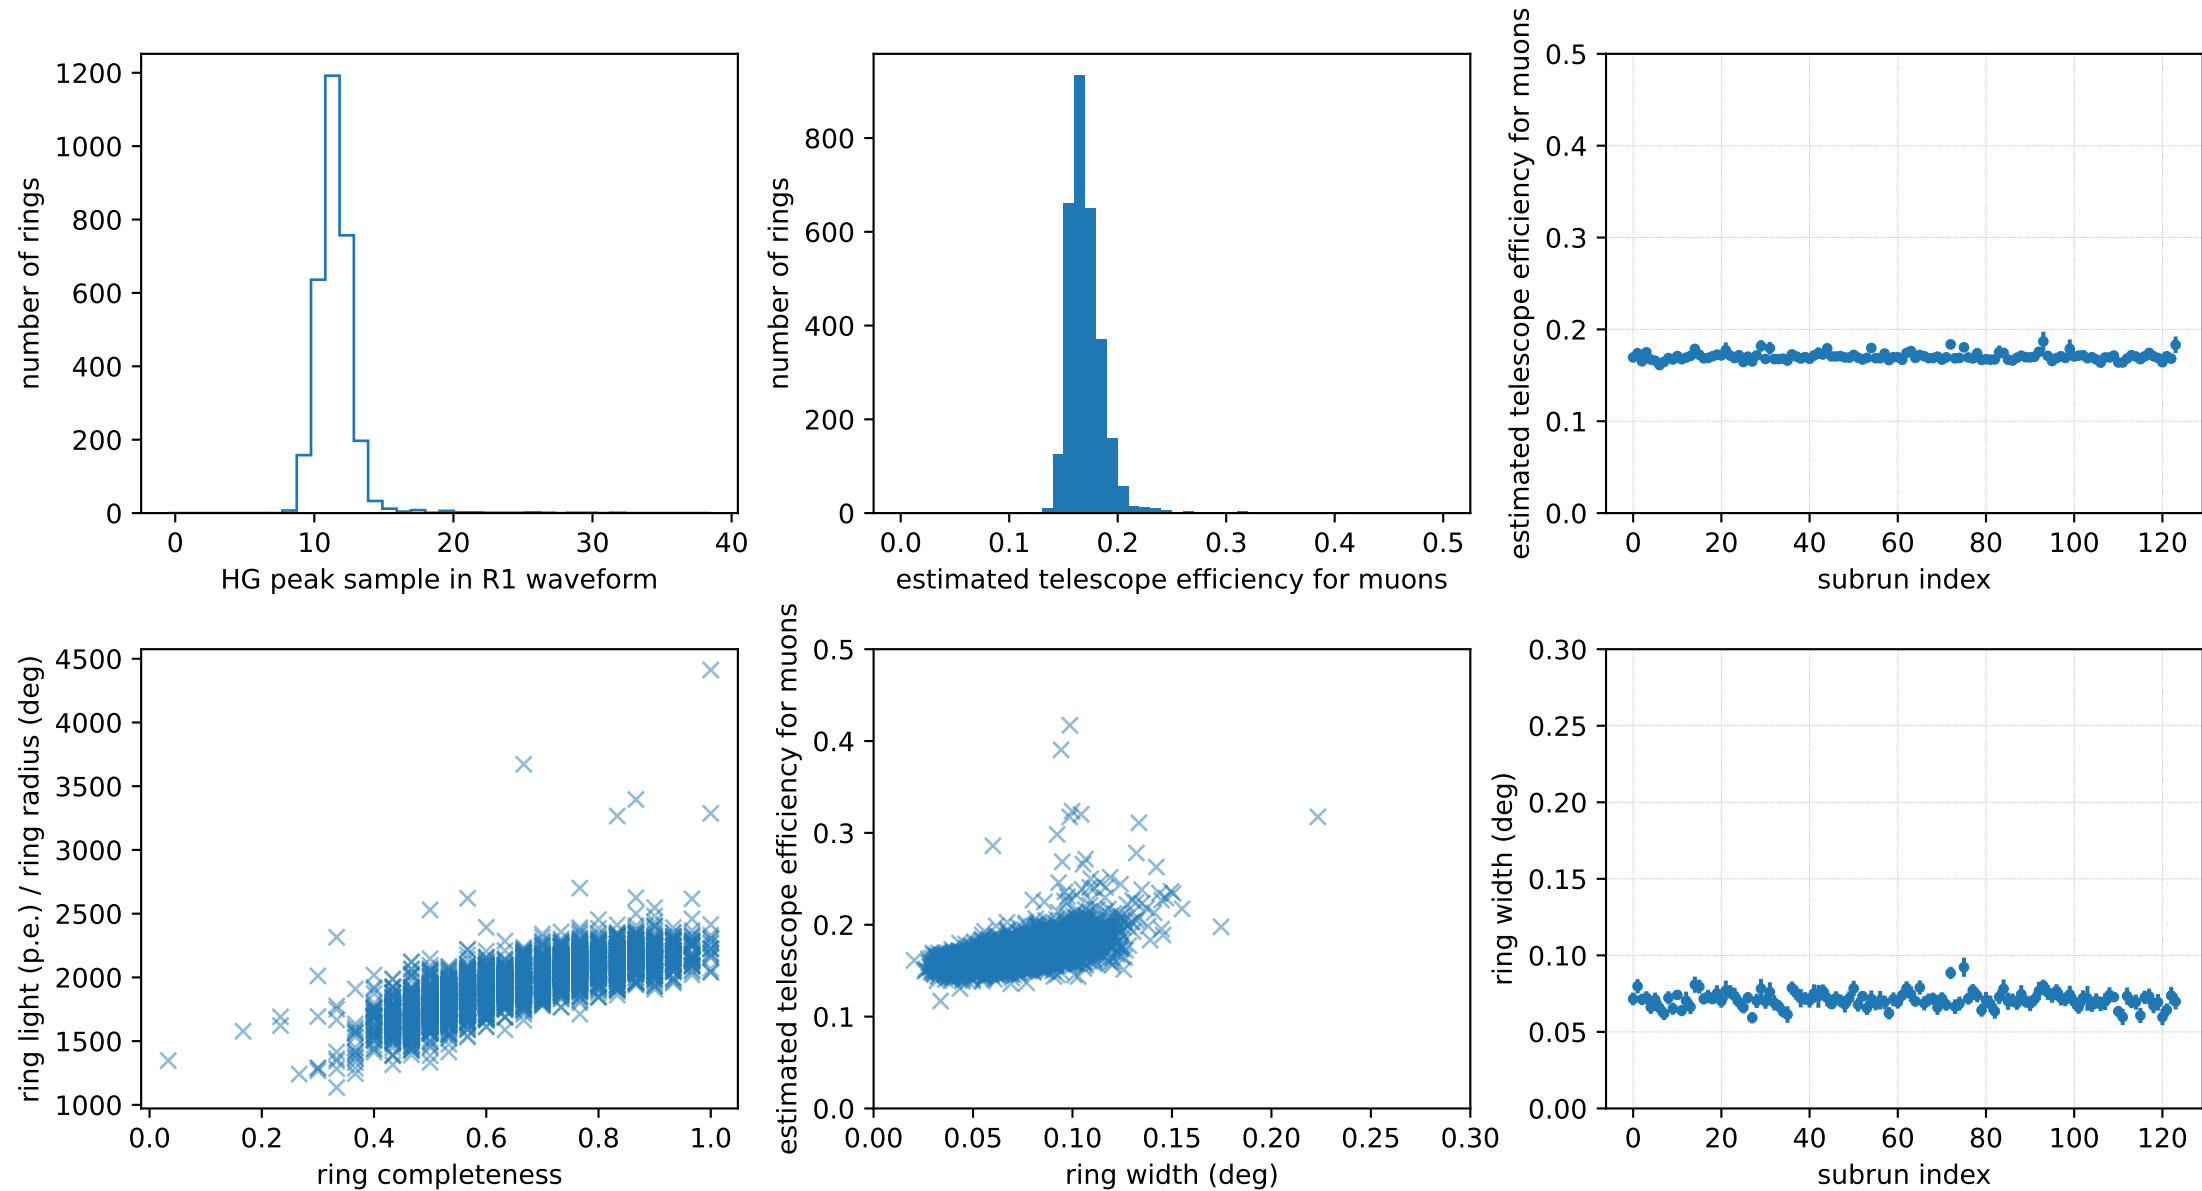 number of rings
1200
1000
800
600
400
200
0
0 10 20 30 40
HG peak sample in R1 waveform
number of rings
800
600
400
200
0
0.0 0.1 0.2 0.3 0.4 0.5
estimated telescope efficiency for muons
estimated telescope efficiency for muons
0.5
0.4
0.3
0.2
0.1
0.0
0 20 40 60 80 100 120
subrun index
ring light (p.e.) / ring radius (deg)
4500
4000
3500
3000
2500
2000
1500
1000
0.0 0.2 0.4 0.6 0.8 1.0
ring completeness
estimated telescope efficiency for muons
0.5
0.4
0.3
0.2
0.1
0.0
0.00 0.05 0.10 0.15 0.20 0.25 0.30
ring width (deg)
ring width (deg)
0.30
0.25
0.20
0.15
0.10
0.05
0.00
0 20 40 60 80 100 120
subrun index